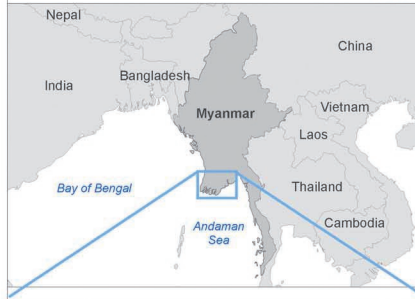 Nepal
China
India
Bangladesh
Myanmar
Vietnam
Laos
Bay of Bengal
Thailand
Andaman
Sea
Cambodia